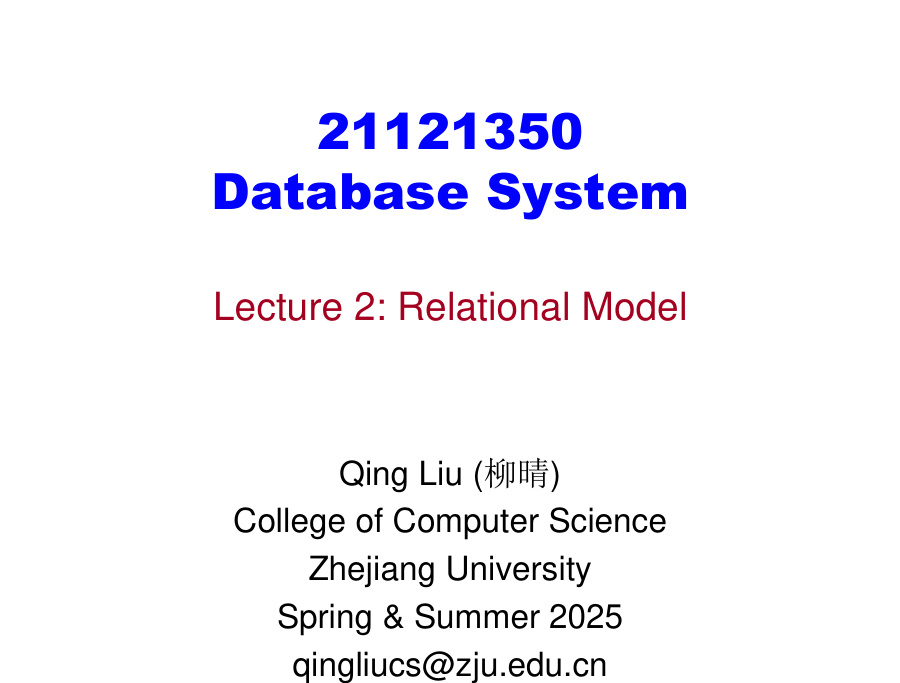 21121350
Database System
Lecture 2: Relational Model
Qing Liu (柳晴)
College of Computer Science
Zhejiang University
Spring & Summer 2025
qingliucs@zju.edu.cn